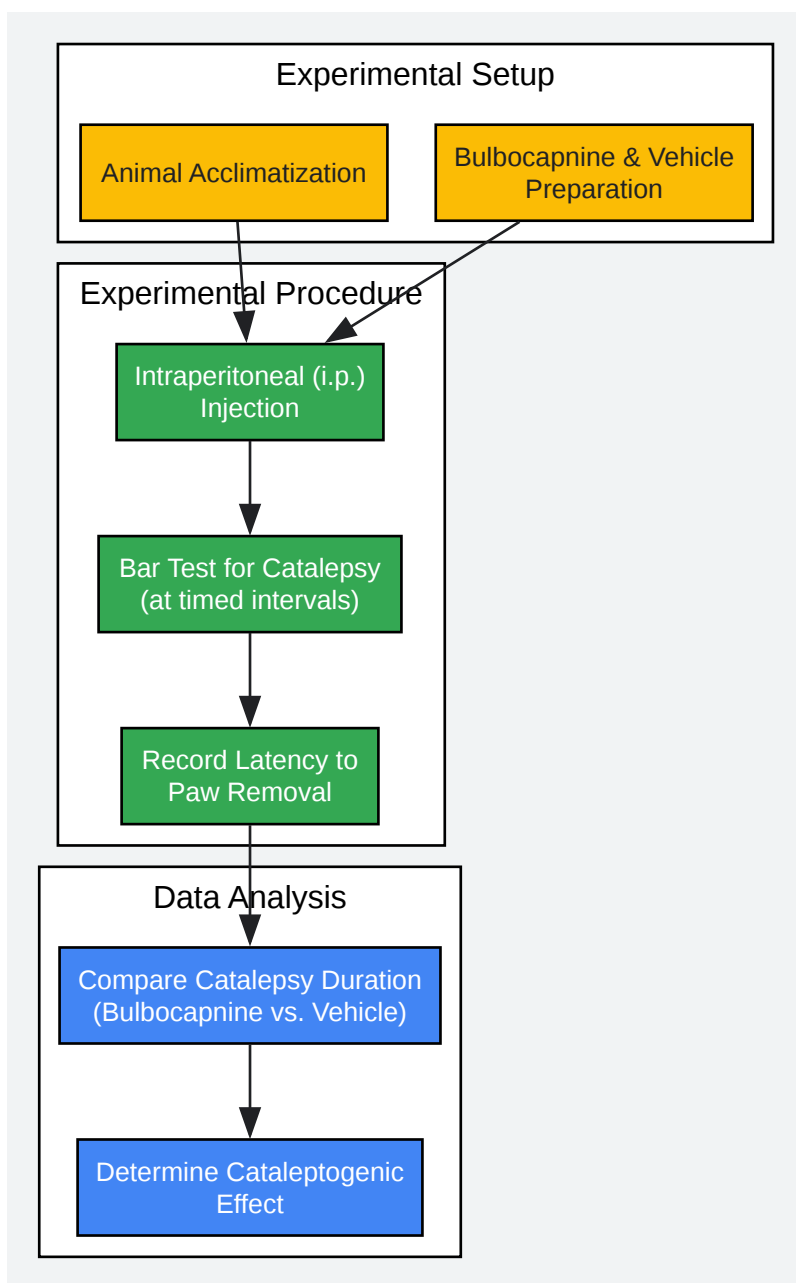 Experimental Setup
Animal Acclimatization
Bulbocapnine & Vehicle
Preparation
Experimental Procedure
Intraperitoneal (i.p.)
Injection
Bar Test for Catalepsy
(at timed intervals)
Record Latency to
Paw Removal
Data Analysis
Compare Catalepsy Duration
(Bulbocapnine vs. Vehicle)
Determine Cataleptogenic
Effect